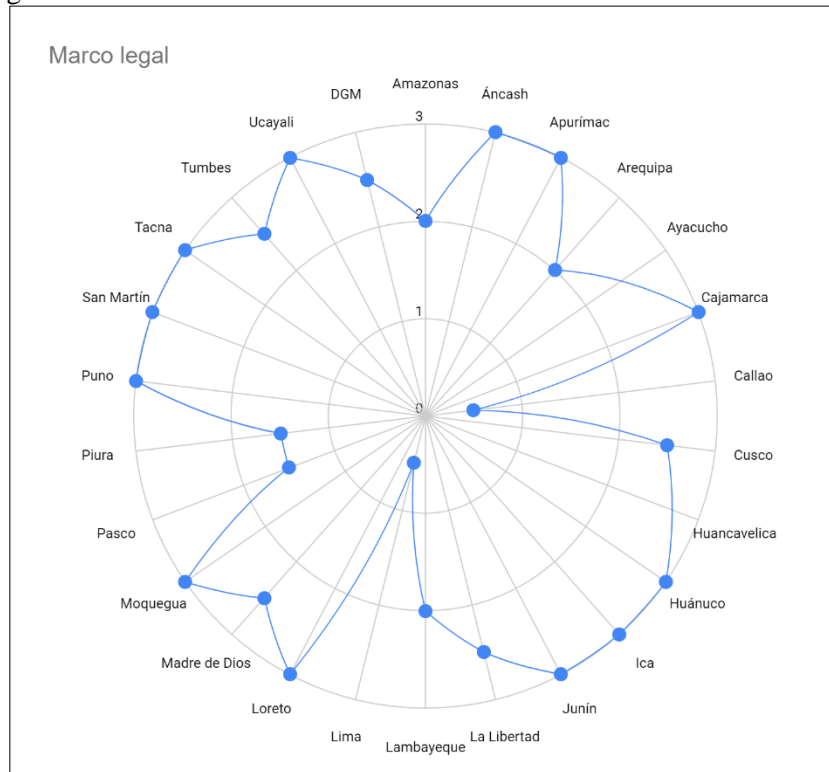 Marco legal
Amazonas
Áncash
Apurímac
Arequipa
Ayacucho
Cajamarca
Callao
Cusco
Huancavelica
Huánuco
Ica
Junín
La Libertad
Lambayeque
Lima
Loreto
Madre de Dios
Moquegua
Pasco
Piura
Puno
San Martín
Tacna
Tumbes
Ucayali
DGM
3
2
1
0